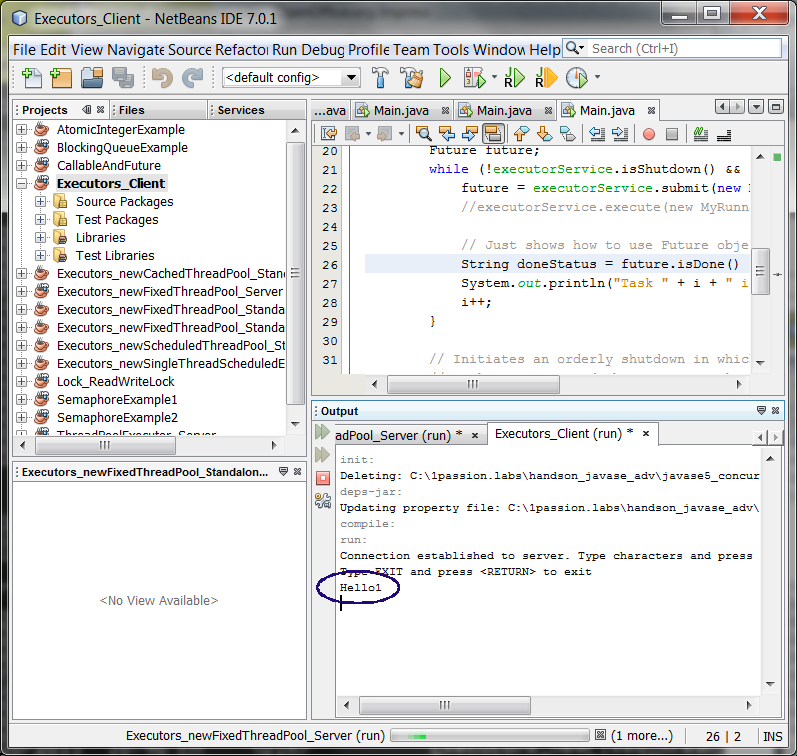 Executors_Client - NetBeans IDE 7.0.1
File Edit View Navigate Source Refactor Run Debug Profile Team Tools Window Help
Search (Ctrl+I)
<default config>
Projects
Files
Services
...ava
Main.java
Main.java
Main.java
AtomicIntegerExample
BlockingQueueExample
CallableAndFuture
Executors_Client
Source Packages
Test Packages
Libraries
Test Libraries
Executors_newCachedThreadPool_Stan
Executors_newFixedThreadPool_Server
Executors_newFixedThreadPool_Standa
Executors_newFixedThreadPool_Standa
Executors_newScheduledThreadPool_St
Executors_newSingleThreadScheduledE
Lock_ReadWriteLock
SemaphoreExample1
SemaphoreExample2
ThreadPoolExecutor_Server
20 Future future;
21 while (!executorService.isShutdown() &&
22 future = executorService.submit(new
23 //executorService.execute(new MyRunn
24
25 // Just shows how to use Future obje
26 String doneStatus = future.isDone()
27 System.out.println("Task " + i + " i
28 i++;
29 }
30
31 // Initiates an orderly shutdown in whic
Output
adPool_Server (run) *
Executors_Client (run) *
init:
Deleting: C:\1passion.labs\handson_javase_adv\javase5_concur
deps-jar:
Updating property file: C:\1passion.labs\handson_javase_adv\
compile:
run:
Connection established to server. Type characters and press
Type EXIT and press <RETURN> to exit
Hello1
Executors_newFixedThreadPool_Standalon...
<No View Available>
Executors_newFixedThreadPool_Server (run)
(1 more...)
26 | 2
INS